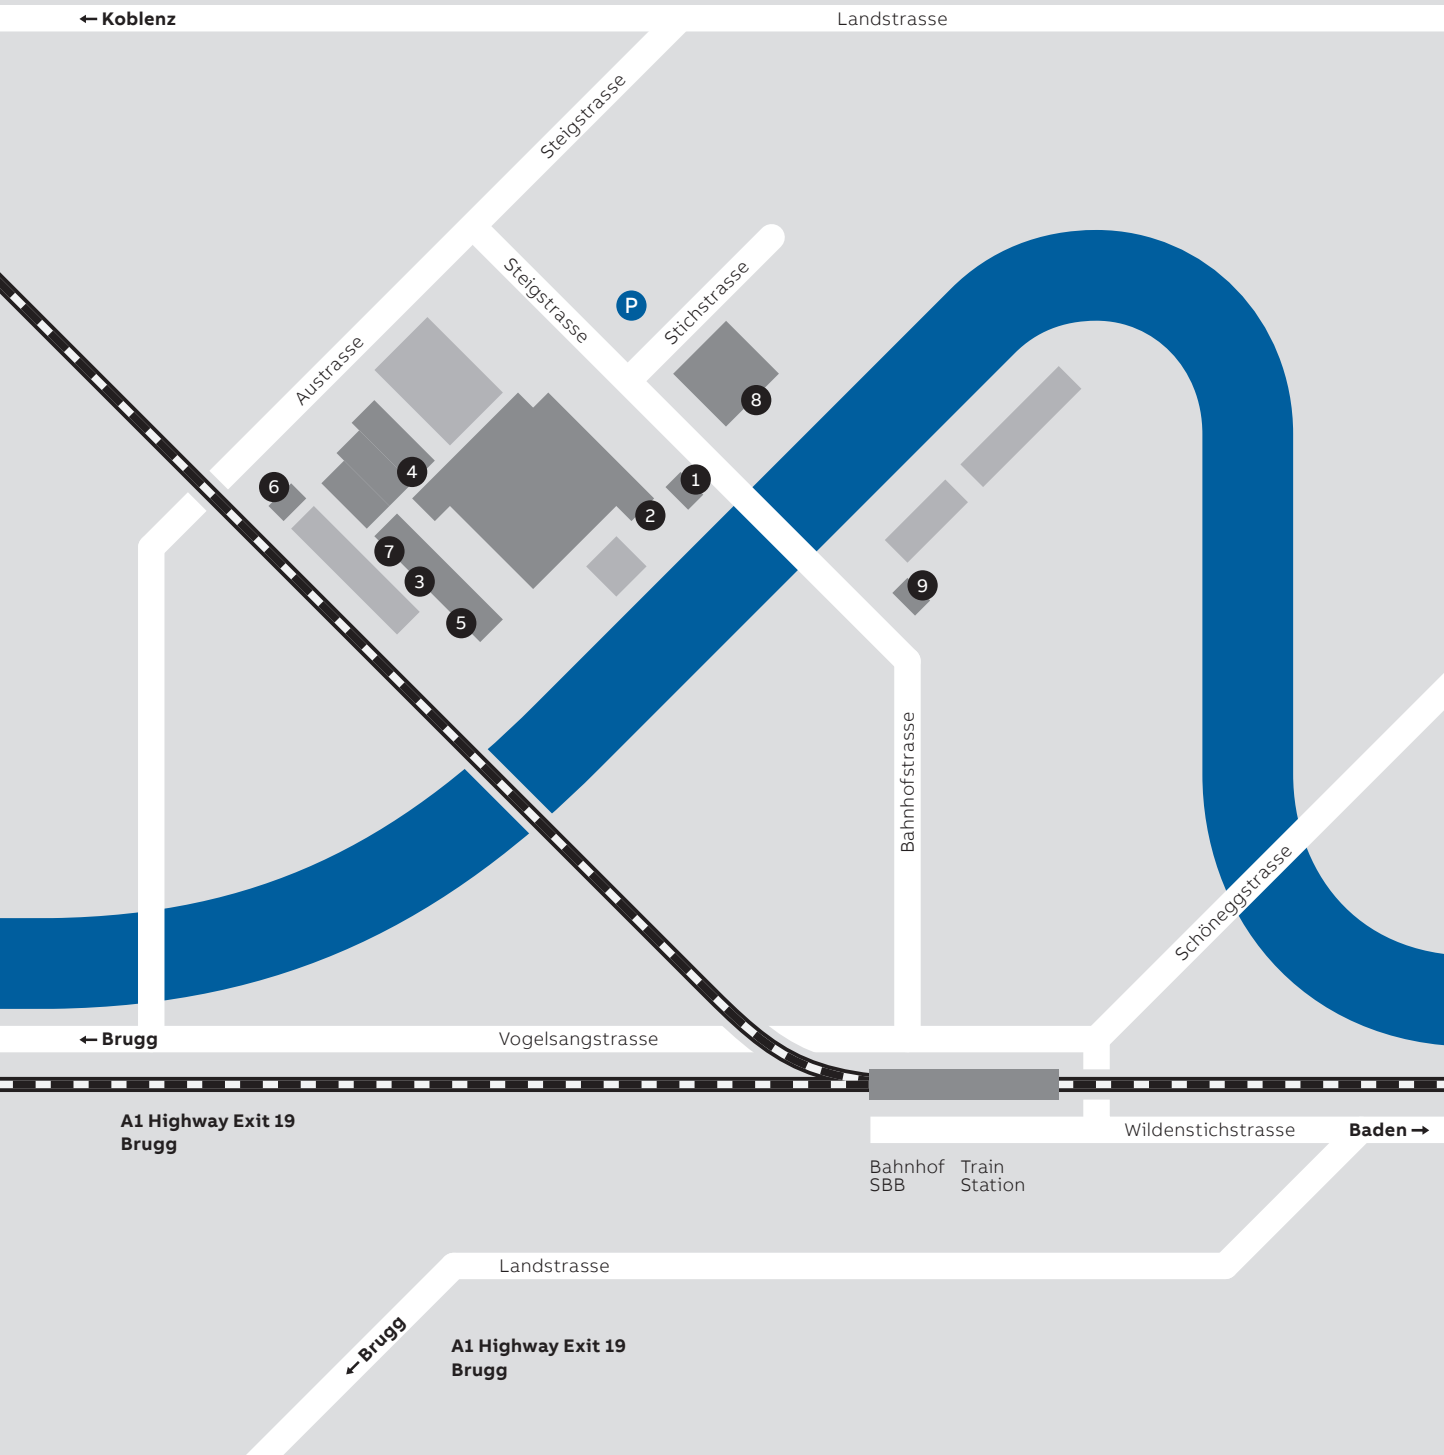 ← Koblenz
Landstrasse
Steigstrasse
Steigstrasse
P
Stichstrasse
Austrasse
8
4
1
6
2
7
3
9
5
Bahnhofstrasse
Schöneggstrasse
← Brugg
Vogelsangstrasse
A1 Highway Exit 19
Brugg
Wildenstichstrasse
Baden →
Bahnhof
SBB
Train
Station
Landstrasse
← Brugg
A1 Highway Exit 19
Brugg